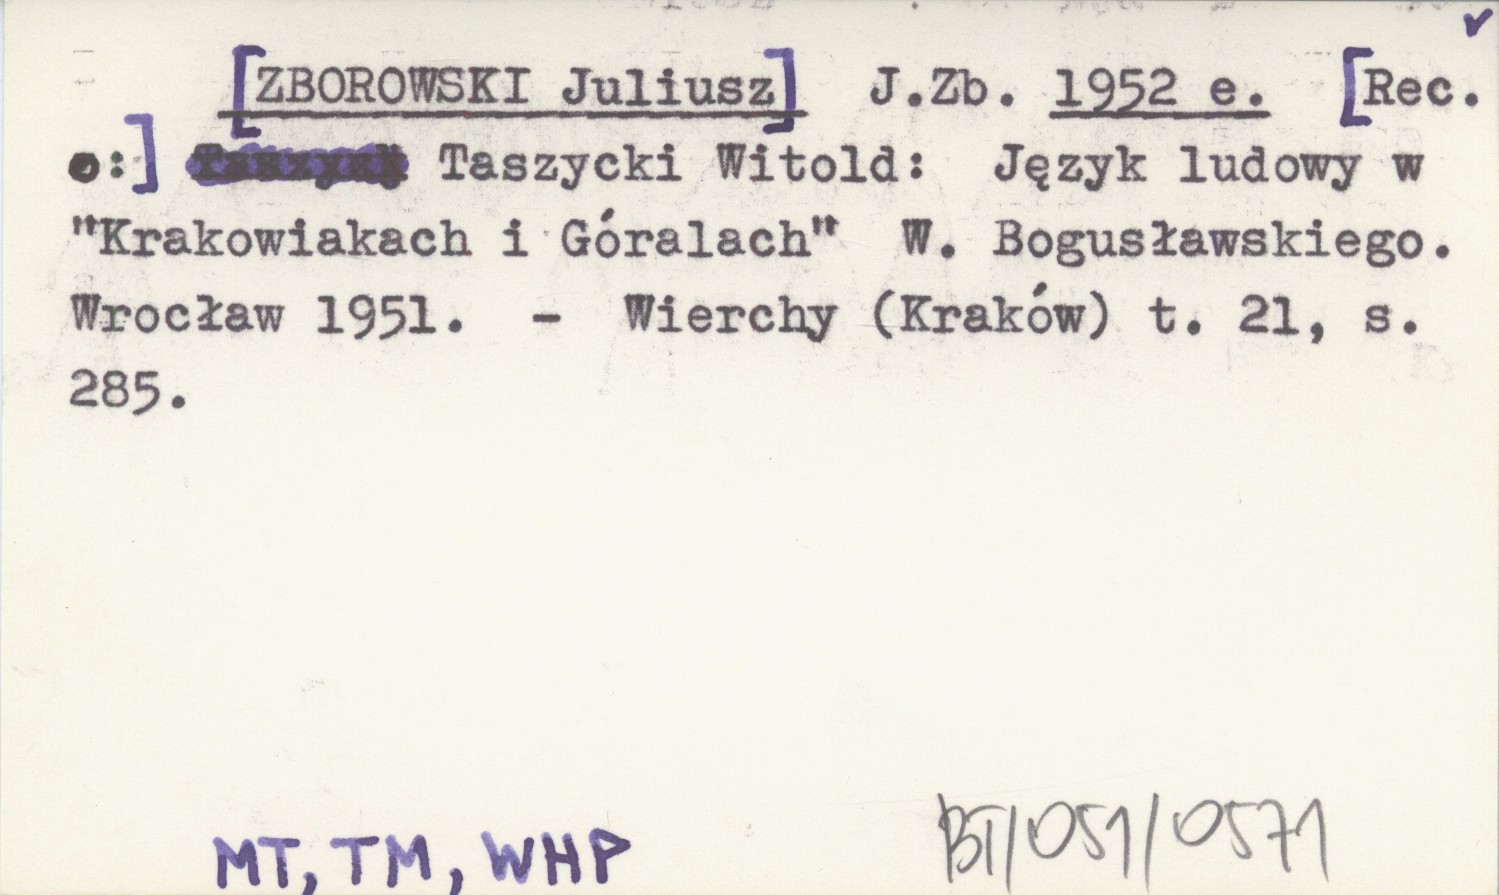 [ZBOROWSKI Juliusz] J.Zb. 1952 e. [Rec.
o:] Taszycki Witold: Język ludowy w
"Krakowiakach i Góralach" W. Bogusławskiego.
Wrocław 1951. - Wierchy (Kraków) t. 21, s.
285.
MT, TM, WHP
BT/051/0571